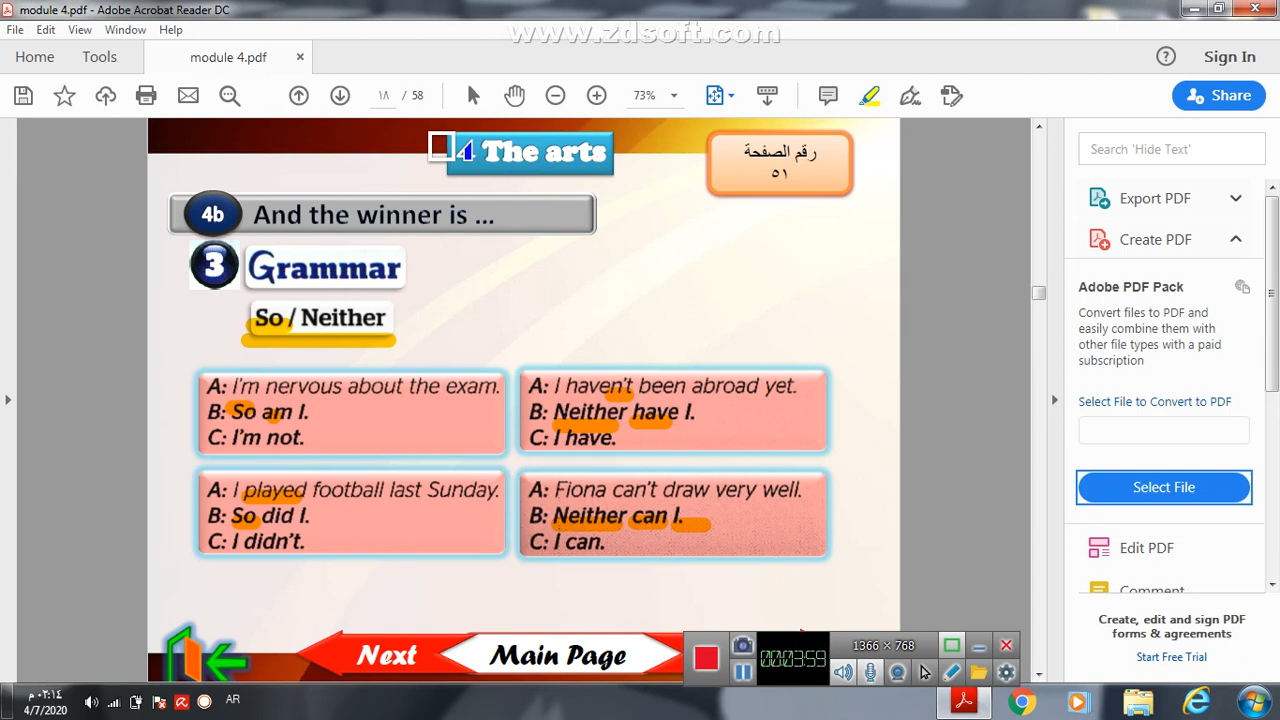 module 4.pdf - Adobe Acrobat Reader DC
File Edit View Window Help
www.zdsoft.com
Home Tools module 4.pdf × Sign In
١٨ / 58 73% Share
4 The arts
رقم الصفحة
٥١
4b And the winner is ...
3 Grammar
So / Neither
A: I'm nervous about the exam.
B: So am I.
C: I'm not.
A: I haven't been abroad yet.
B: Neither have I.
C: I have.
A: I played football last Sunday.
B: So did I.
C: I didn't.
A: Fiona can't draw very well.
B: Neither can I.
C: I can.
Next Main Page
Search 'Hide Text'
Export PDF
Create PDF
Adobe PDF Pack
Convert files to PDF and
easily combine them with
other file types with a paid
subscription
Select File to Convert to PDF
Select File
Edit PDF
Comment
Create, edit and sign PDF
forms & agreements
Start Free Trial
00:03:59
1366 × 768
AR
٠٢:١٤ م
4/7/2020